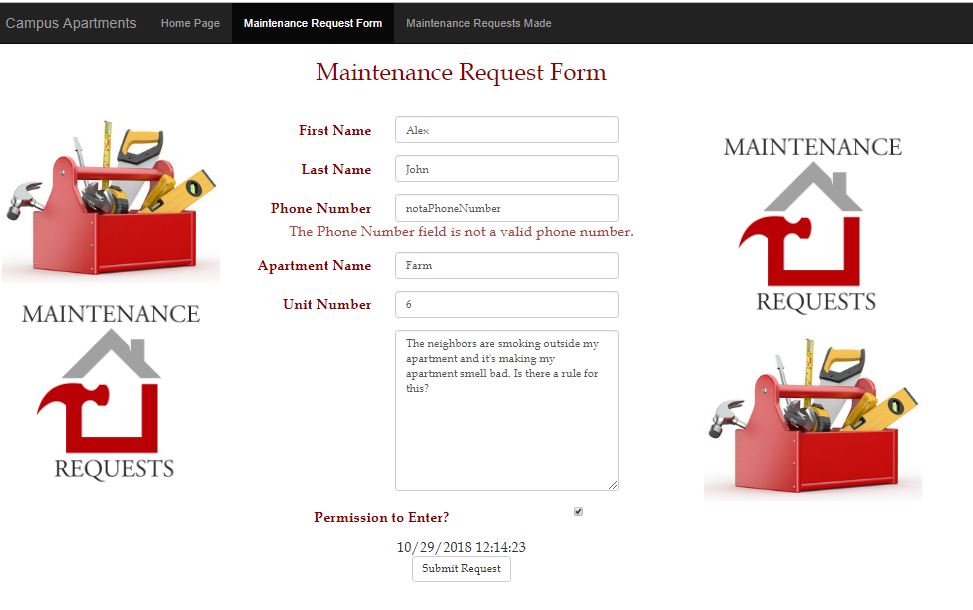 Campus Apartments Home Page Maintenance Request Form Maintenance Requests Made
Maintenance Request Form
First Name Alex
Last Name John
Phone Number notaPhoneNumber
The Phone Number field is not a valid phone number.
Apartment Name Farm
Unit Number 6
The neighbors are smoking outside my
apartment and it's making my
apartment smell bad. Is there a rule for
this?
Permission to Enter?
10/29/2018 12:14:23
Submit Request
MAINTENANCE
REQUESTS
MAINTENANCE
REQUESTS